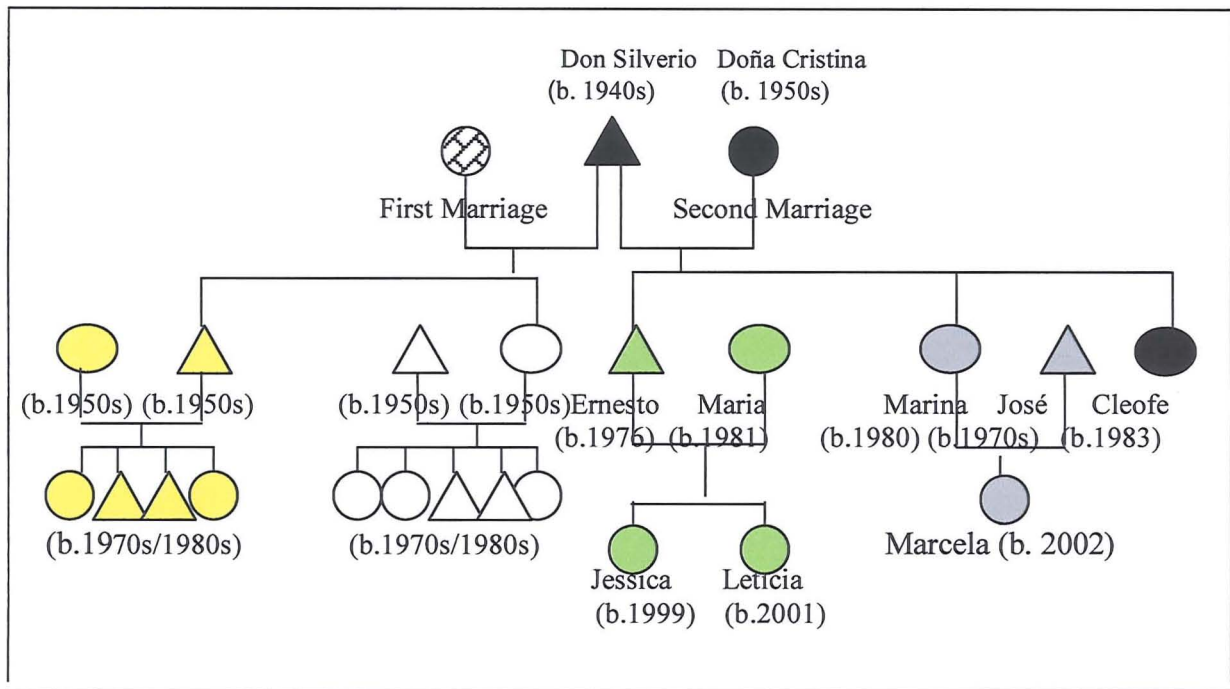 Don Silverio Doña Cristina
(b. 1940s) (b. 1950s)
First Marriage Second Marriage
(b.1950s) (b.1950s) (b.1950s) (b.1950s) Ernesto Maria Marina José Cleofe
(b.1976) (b.1981) (b.1980) (b.1970s) (b.1983)
(b.1970s/1980s) (b.1970s/1980s) Marcela (b. 2002)
Jessica Leticia
(b.1999) (b.2001)